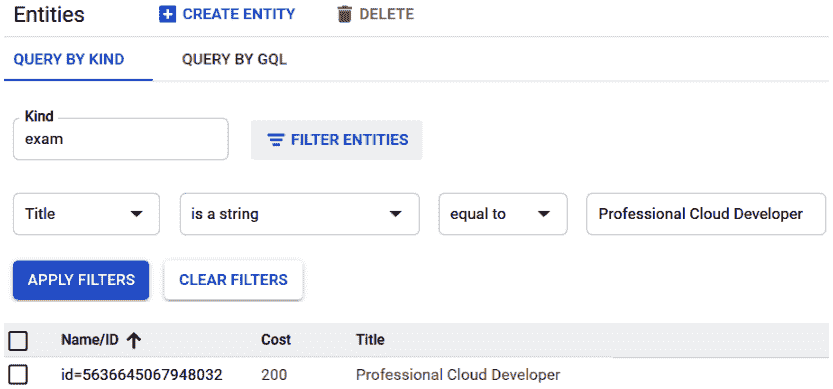 Entities CREATE ENTITY DELETE
QUERY BY KIND QUERY BY GQL
Kind
exam FILTER ENTITIES
Title is a string equal to Professional Cloud Developer
APPLY FILTERS CLEAR FILTERS
Name/ID Cost Title
id=5636645067948032 200 Professional Cloud Developer